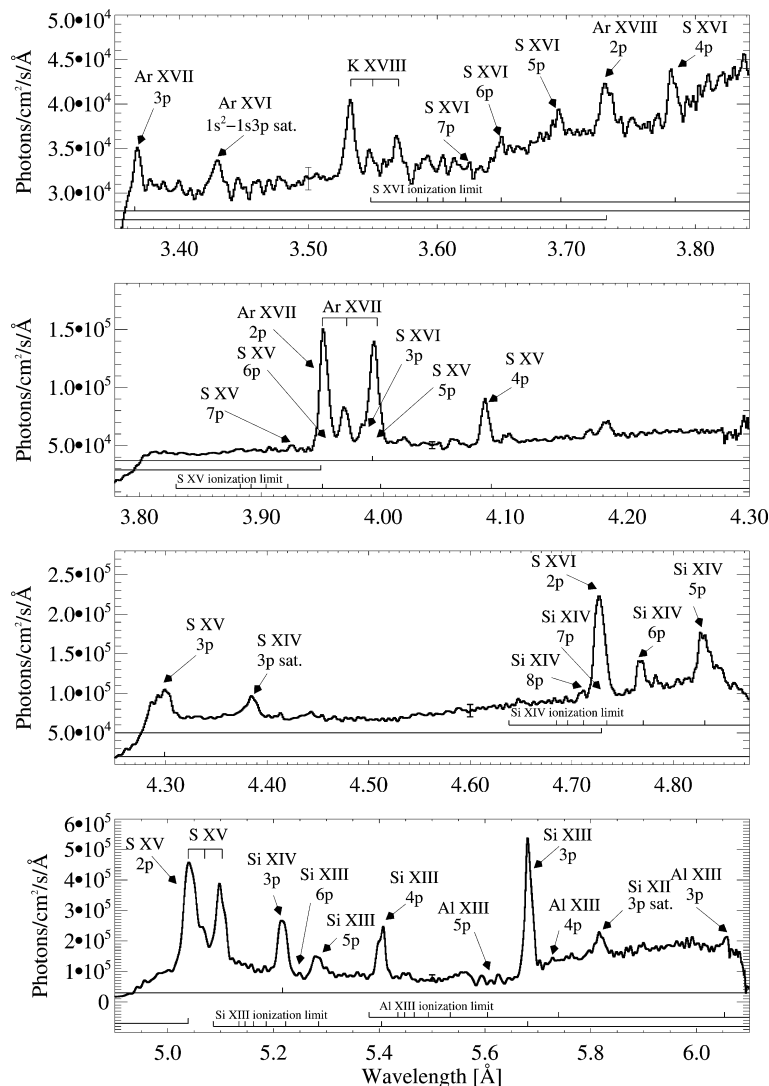 5.0•10⁴
4.5•10⁴
4.0•10⁴
3.5•10⁴
3.0•10⁴
Photons/cm²/s/Å
Ar XVII
3p
Ar XVI
1s²−1s3p sat.
K XVIII
S XVI
7p
S XVI
6p
S XVI
5p
Ar XVIII
2p
S XVI
4p
S XVI ionization limit
3.40 3.50 3.60 3.70 3.80
1.5•10⁵
1.0•10⁵
5.0•10⁴
Photons/cm²/s/Å
Ar XVII
2p
Ar XVII
S XV
7p
S XV
6p
S XVI
3p
S XV
5p
S XV
4p
S XV ionization limit
3.80 3.90 4.00 4.10 4.20 4.30
2.5•10⁵
2.0•10⁵
1.5•10⁵
1.0•10⁵
5.0•10⁴
Photons/cm²/s/Å
S XV
3p
S XIV
3p sat.
S XVI
2p
Si XIV
8p
Si XIV
7p
Si XIV
6p
Si XIV
5p
Si XIV ionization limit
4.30 4.40 4.50 4.60 4.70 4.80
6•10⁵
5•10⁵
4•10⁵
3•10⁵
2•10⁵
1•10⁵
0
Photons/cm²/s/Å
S XV
2p
S XV
Si XIV
3p
Si XIII
6p
Si XIII
5p
Si XIII
4p
Al XIII
5p
Si XIII
3p
Al XIII
4p
Si XII
3p sat.
Al XIII
3p
Si XIII ionization limit
Al XIII ionization limit
5.0 5.2 5.4 5.6 5.8 6.0
Wavelength [Å]